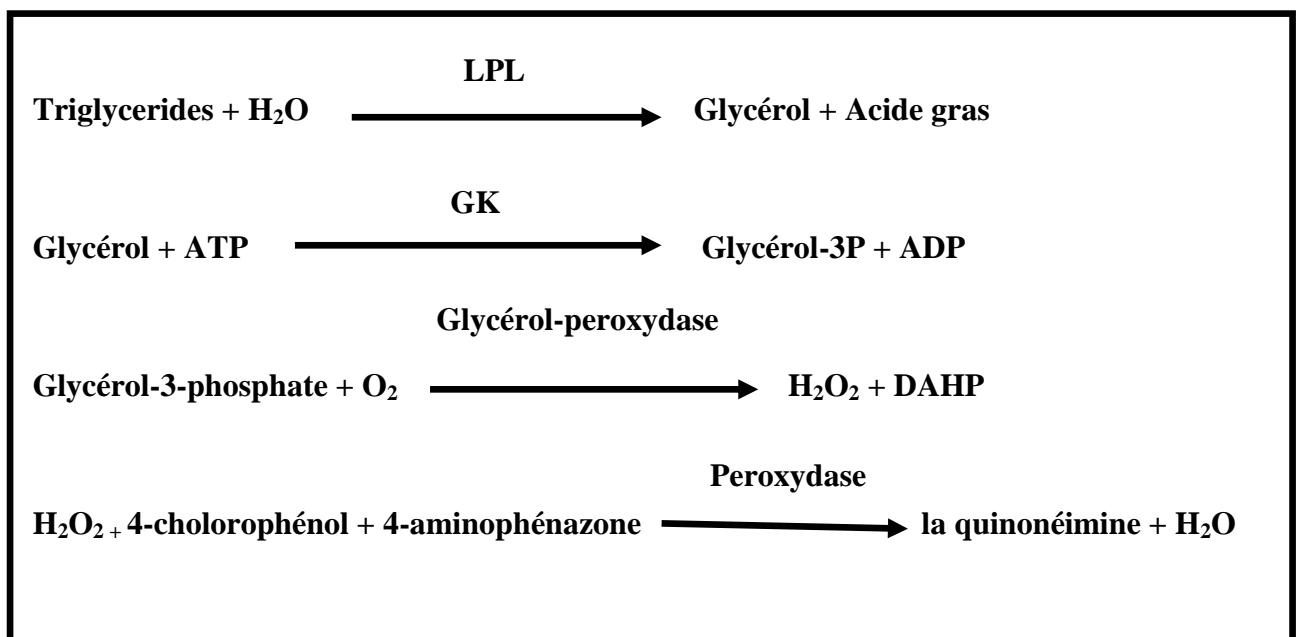 LPL
Triglycerides + H₂O Glycérol + Acide gras
GK
Glycérol + ATP Glycérol-3P + ADP
Glycérol-peroxydase
Glycérol-3-phosphate + O₂ H₂O₂ + DAHP
Peroxydase
H₂O₂ + 4-cholorophénol + 4-aminophénazone la quinonéimine + H₂O